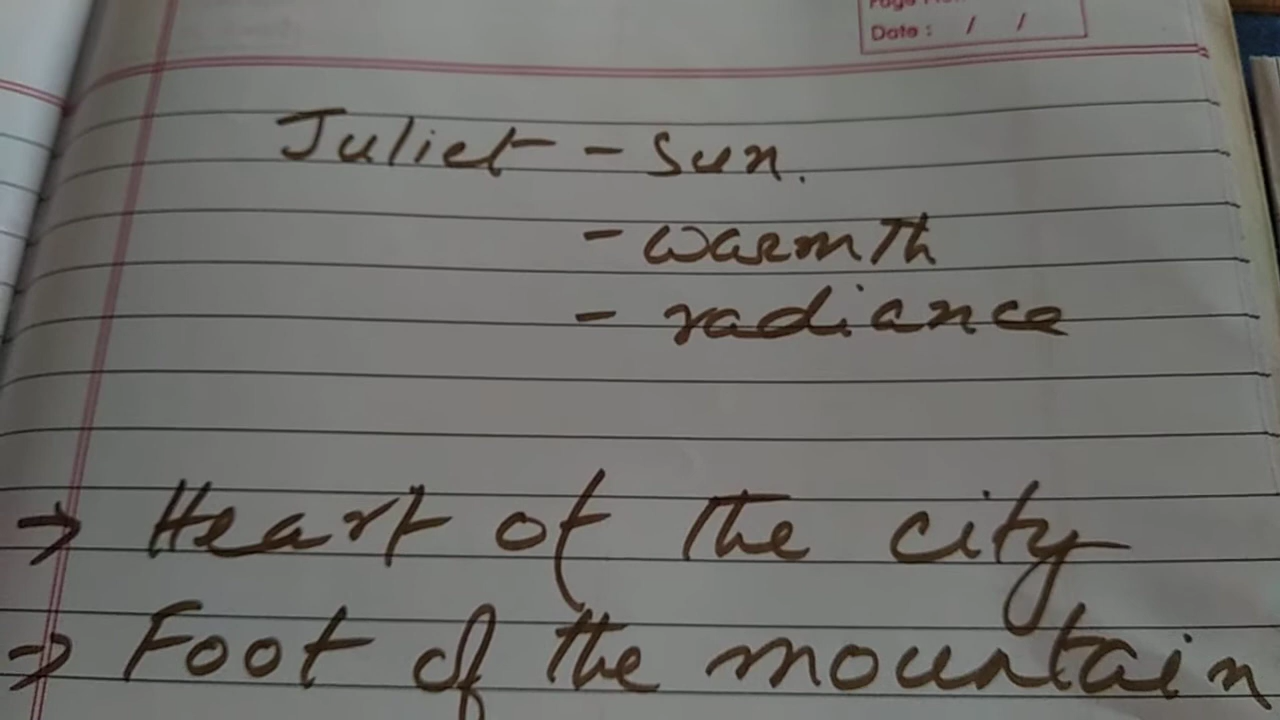 Date : / /
Juliet - Sun.
- warmth
- radiance
→ Heart of the city
→ Foot of the mountain